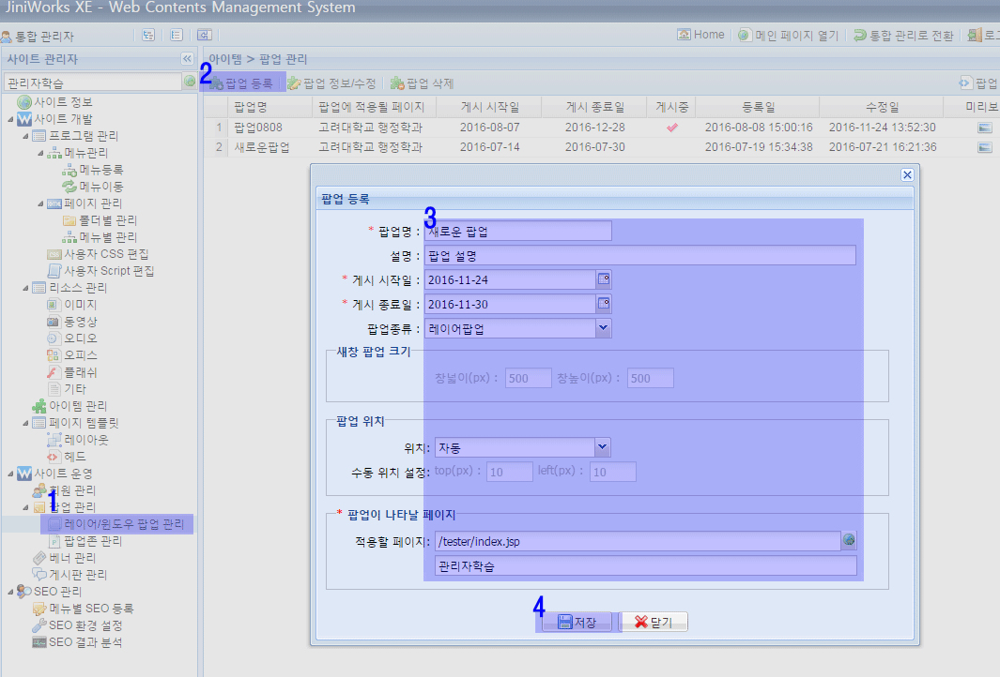 JiniWorks XE - Web Contents Management System
통합 관리자
Home 메인 페이지 열기 통합 관리로 전환 로그
사이트 관리자
아이템 > 팝업 관리
관리자학습
2
팝업 등록 팝업 정보/수정 팝업 삭제 팝업
팝업명 팝업에 적용될 페이지 게시 시작일 게시 종료일 게시중 등록일 수정일 미리보
1 팝업0808 고려대학교 행정학과 2016-08-07 2016-12-28 2016-08-08 15:00:16 2016-11-24 13:52:30
2 새로운팝업 고려대학교 행정학과 2016-07-14 2016-07-30 2016-07-19 15:34:38 2016-07-21 16:21:36
사이트 정보
사이트 개발
프로그램 관리
메뉴관리
메뉴등록
메뉴이동
페이지 관리
폴더별 관리
메뉴별 관리
사용자 CSS 편집
사용자 Script 편집
리소스 관리
이미지
동영상
오디오
오피스
플래쉬
기타
아이템 관리
페이지 템플릿
레이아웃
헤드
사이트 운영
회원 관리
1
팝업 관리
레이어/윈도우 팝업 관리
팝업존 관리
베너 관리
게시판 관리
SEO 관리
메뉴별 SEO 등록
SEO 환경 설정
SEO 결과 분석
팝업 등록
3
* 팝업명 : 새로운 팝업
설명 : 팝업 설명
* 게시 시작일 : 2016-11-24
* 게시 종료일 : 2016-11-30
팝업종류 : 레이어팝업
새창 팝업 크기
창넓이(px) : 500 창높이(px) : 500
팝업 위치
위치: 자동
수동 위치 설정: top(px) : 10 left(px) : 10
* 팝업이 나타날 페이지
적용할 페이지: /tester/index.jsp
관리자학습
4
저장 닫기